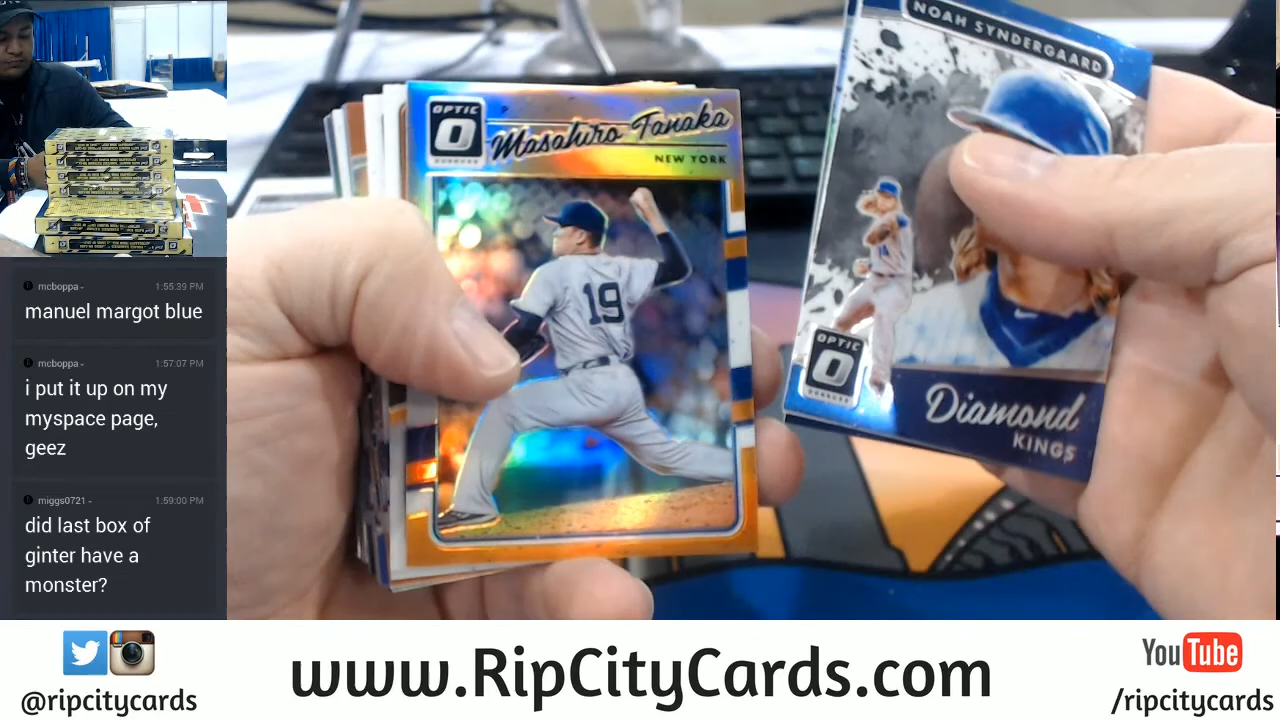 mcboppa-
1:55:39 PM
manuel margot blue
mcboppa-
1:57:07 PM
i put it up on my
myspace page,
geez
miggs0721-
1:59:00 PM
did last box of
ginter have a
monster?
OPTIC
O
DONRUSS
Masahiro Tanaka
NEW YORK
19
NOAH SYNDERGAARD
OPTIC
O
DONRUSS
Diamond
KINGS
@ripcitycards
www.RipCityCards.com
YouTube
/ripcitycards